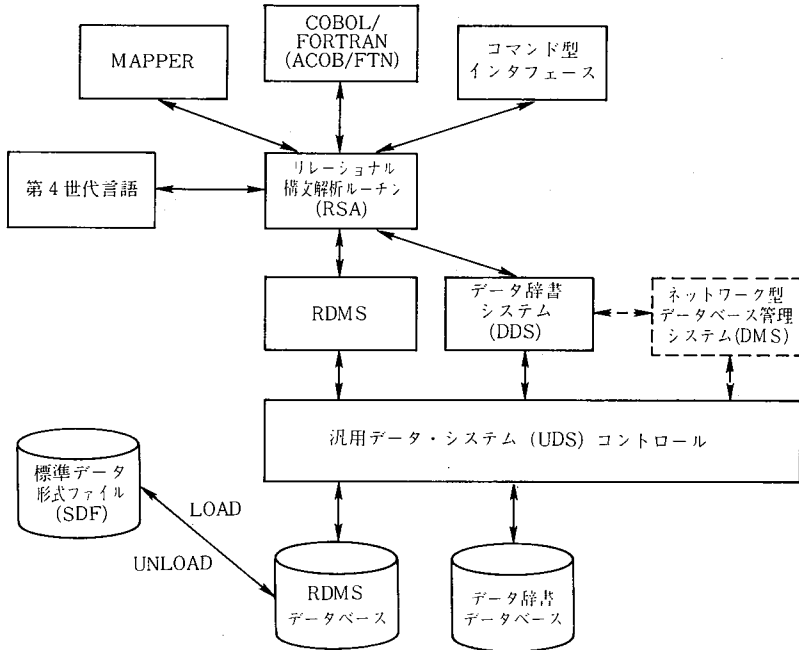 COBOL/
FORTRAN
(ACOB/FTN)
MAPPER
コマンド型
インタフェース
第4世代言語
リレーショナル
構文解析ルーチン
(RSA)
RDMS
データ辞書
システム
(DDS)
ネットワーク型
データベース管理
システム(DMS)
汎用データ・システム (UDS) コントロール
標準データ
形式ファイル
(SDF)
LOAD
UNLOAD
RDMS
データベース
データ辞書
データベース